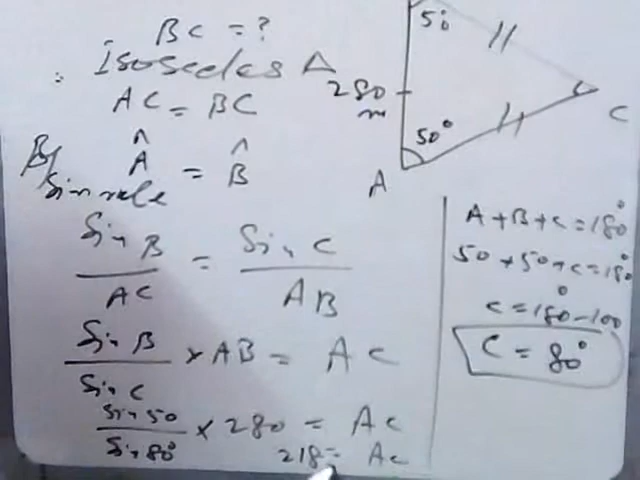 BC = ?
∴ Isoseeles Δ
AC = BC
By Â = B̂
Sin rule
Sin B / AC = Sin C / AB
Sin B / Sin C × AB = AC
Sin 50 / Sin 80° × 280 = AC
218 = AC
50
280
m
50°
A
C
A + B + C = 180°
50 + 50 + C = 180°
C = 180° - 100
C = 80°